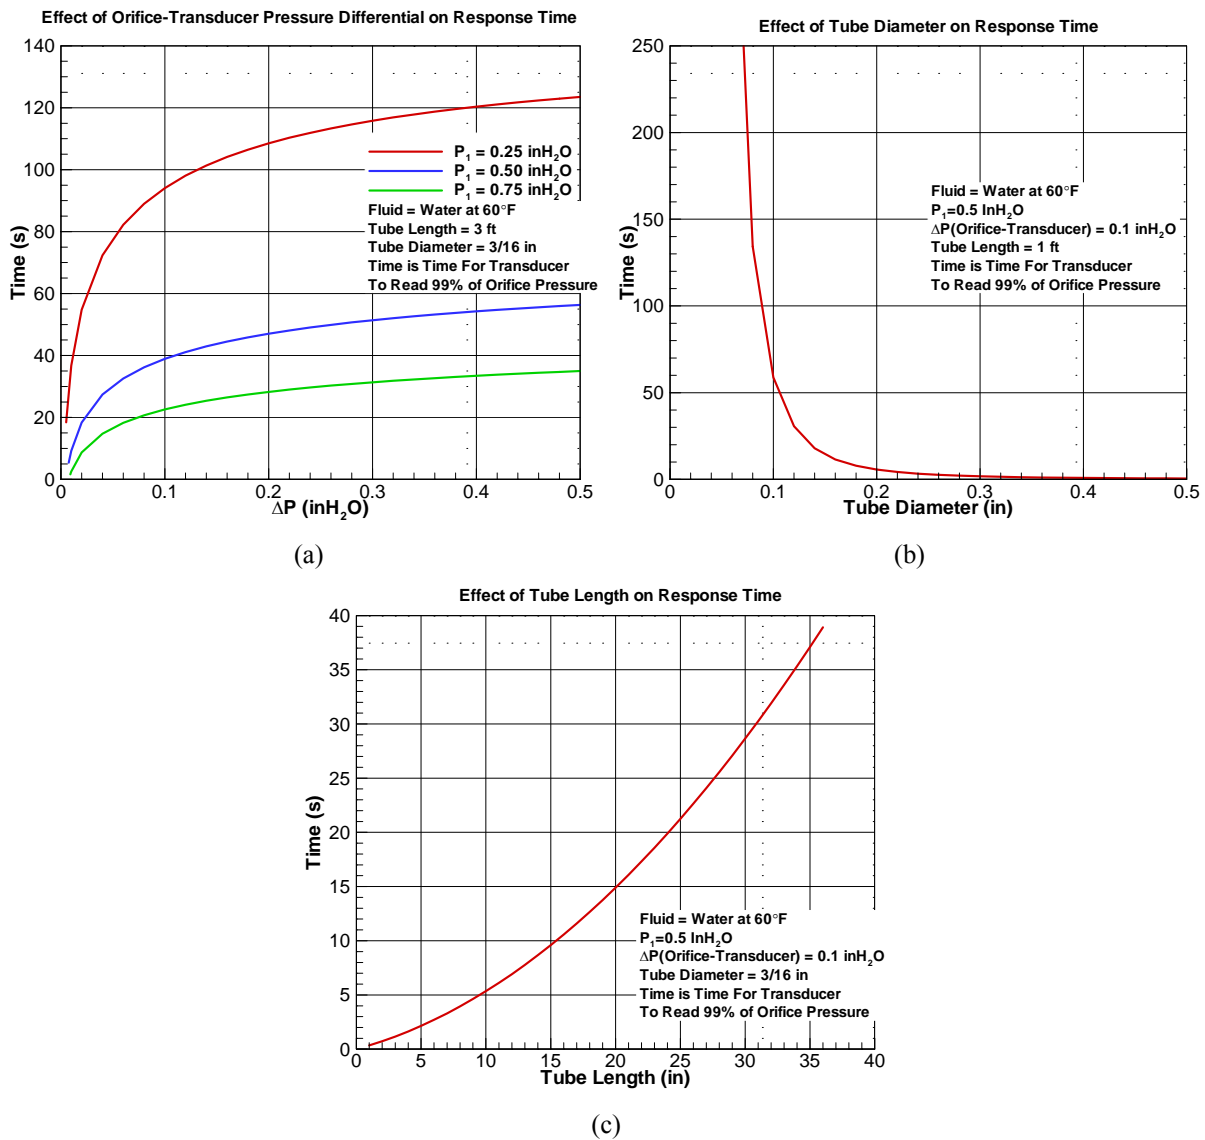 Effect of Orifice-Transducer Pressure Differential on Response Time
140
120
100
80
60
40
20
0
Time (s)
P₁ = 0.25 inH₂O
P₁ = 0.50 inH₂O
P₁ = 0.75 inH₂O
Fluid = Water at 60°F
Tube Length = 3 ft
Tube Diameter = 3/16 in
Time is Time For Transducer
To Read 99% of Orifice Pressure
0 0.1 0.2 0.3 0.4 0.5
ΔP (inH₂O)
(a)
Effect of Tube Diameter on Response Time
250
200
150
100
50
0
Time (s)
Fluid = Water at 60°F
P₁=0.5 InH₂O
ΔP(Orifice-Transducer) = 0.1 inH₂O
Tube Length = 1 ft
Time is Time For Transducer
To Read 99% of Orifice Pressure
0 0.1 0.2 0.3 0.4 0.5
Tube Diameter (in)
(b)
Effect of Tube Length on Response Time
40
35
30
25
20
15
10
5
0
Time (s)
Fluid = Water at 60°F
P₁=0.5 InH₂O
ΔP(Orifice-Transducer) = 0.1 inH₂O
Tube Diameter = 3/16 in
Time is Time For Transducer
To Read 99% of Orifice Pressure
0 5 10 15 20 25 30 35 40
Tube Length (in)
(c)